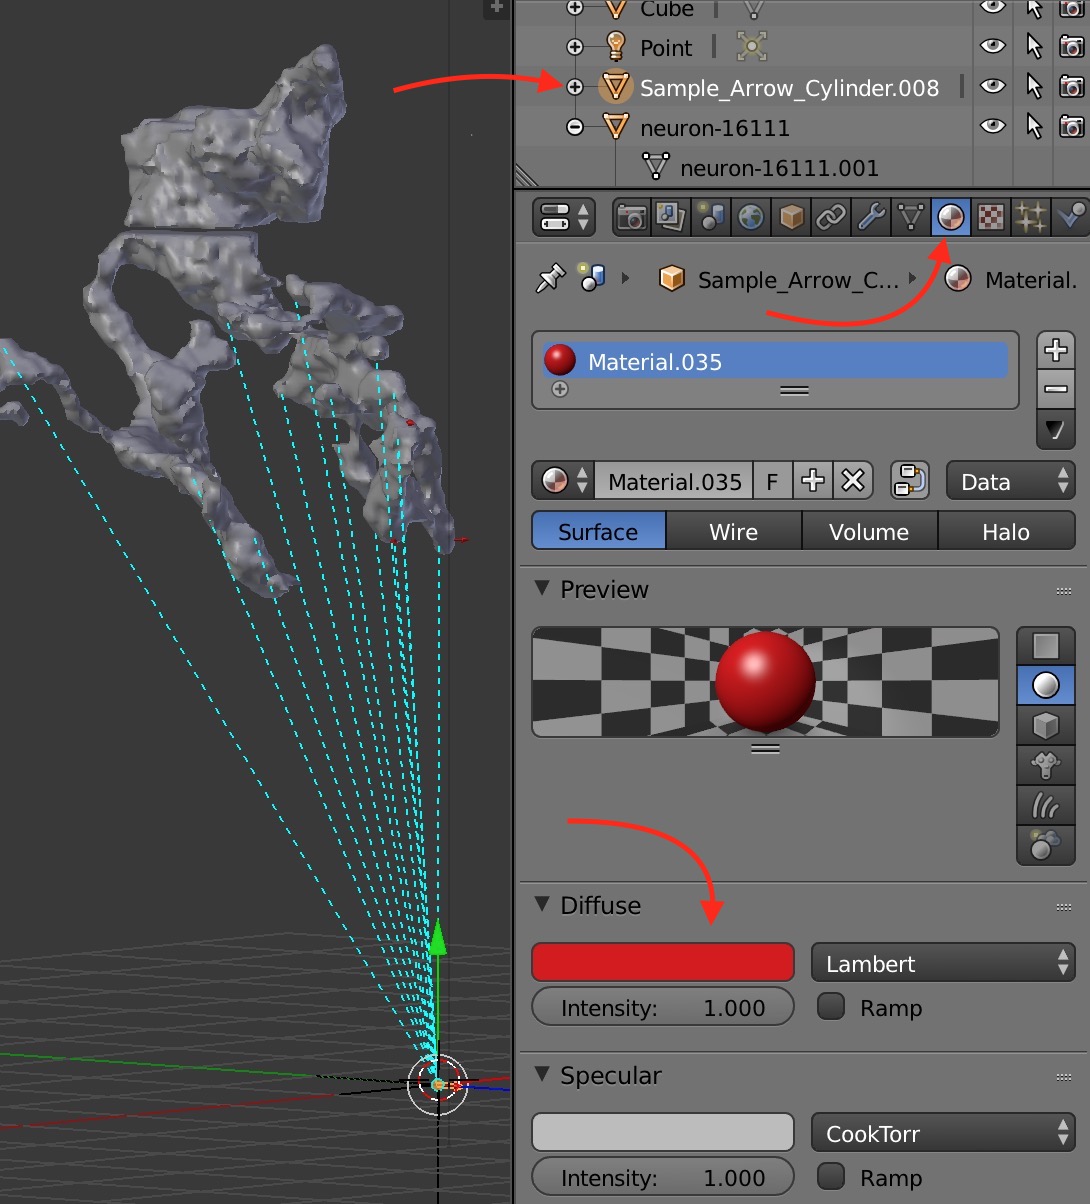 Cube
Point
Sample_Arrow_Cylinder.008
neuron-16111
neuron-16111.001
Sample_Arrow_C... Material.
Material.035
Material.035 F Data
Surface Wire Volume Halo
Preview
Diffuse
Lambert
Intensity: 1.000 Ramp
Specular
CookTorr
Intensity: 1.000 Ramp